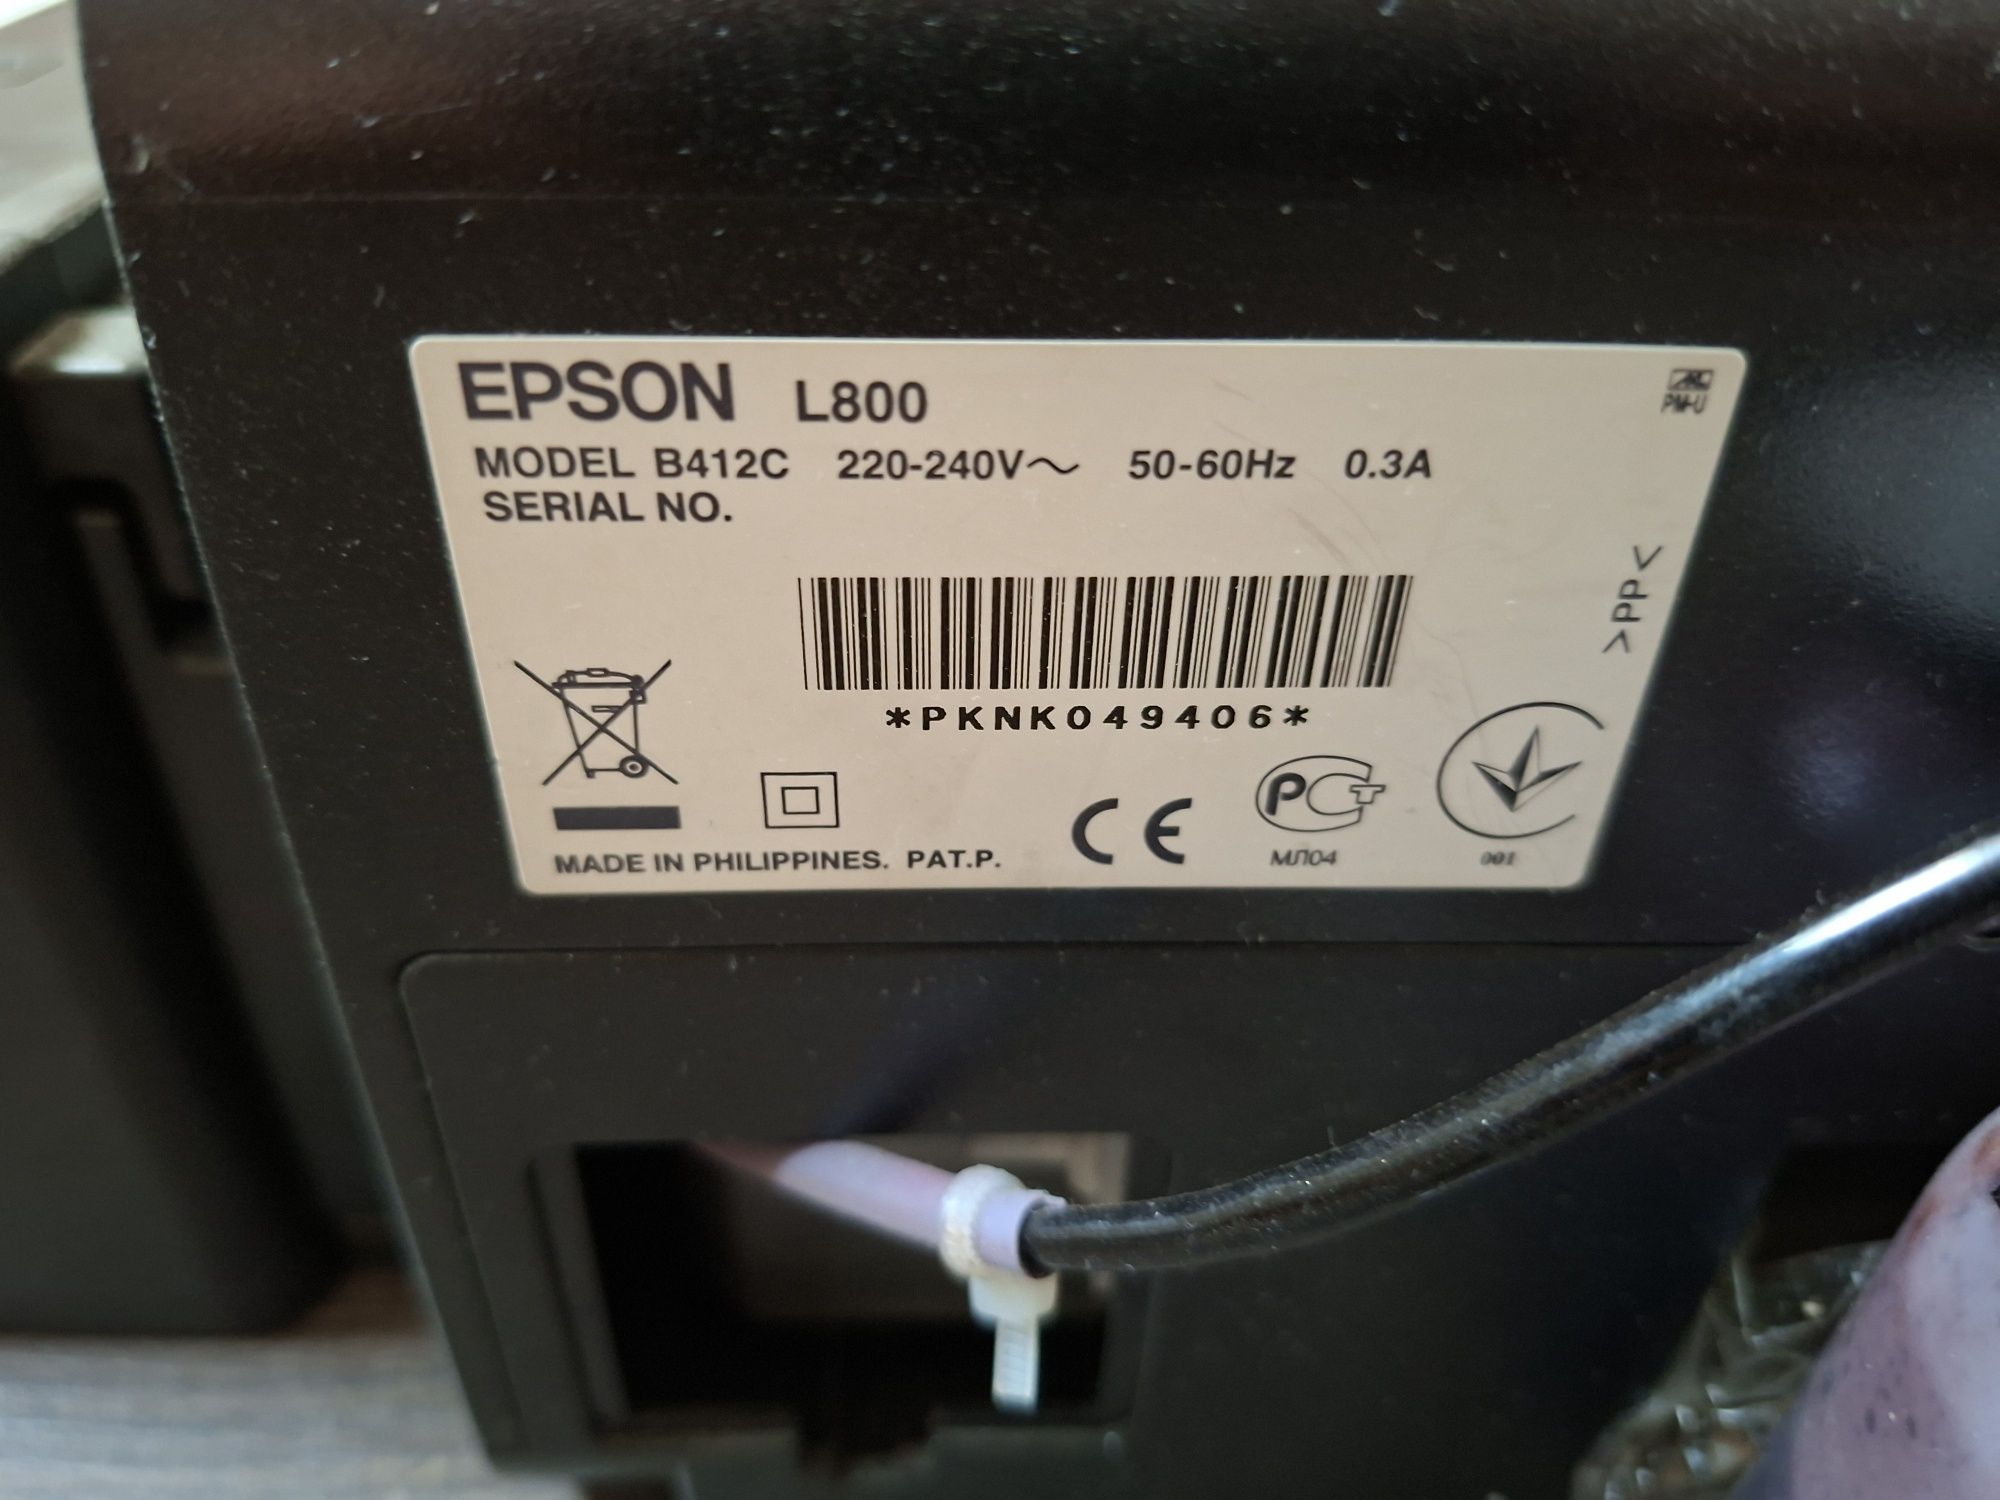 EPSON L800
PM-U
MODEL B412C 220-240V~ 50-60Hz 0.3A
SERIAL NO.
>PP<
*PKNK049406*
CE
РСТ
МЛ04
001
MADE IN PHILIPPINES. PAT.P.